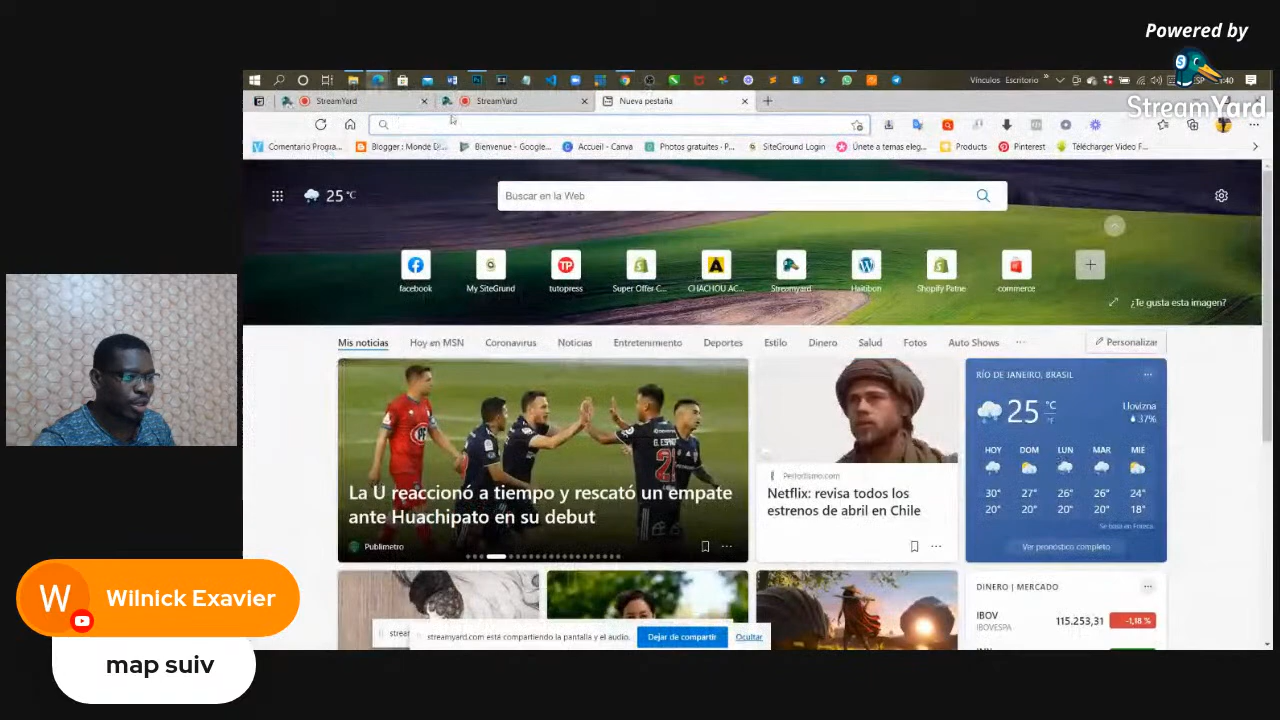 Powered by
StreamYard
Vínculos
Escritorio
StreamYard
StreamYard
Nueva pestaña
Comentario Progra...
Blogger : Monde Di...
Bienvenue - Google...
Accueil - Canva
Photos gratuites · P...
SiteGround Login
Únete a temas eleg...
Products
Pinterest
Télécharger Video F...
25 °C
Buscar en la Web
facebook
My SiteGrund
tutopress
Super Offer C...
CHACHOU AC...
Streamyard
Haitibon
Shopify Patne
commerce
¿Te gusta esta imagen?
Mis noticias
Hoy en MSN
Coronavirus
Noticias
Entretenimiento
Deportes
Estilo
Dinero
Salud
Fotos
Auto Shows
Personalizar
La U reaccionó a tiempo y rescató un empate
ante Huachipato en su debut
Publimetro
Periodismo.com
Netflix: revisa todos los
estrenos de abril en Chile
RÍO DE JANEIRO, BRASIL
25 °C
°F
Llovizna
37%
HOY DOM LUN MAR MIE
30° 27° 26° 26° 24°
20° 20° 20° 20° 18°
Ver pronóstico completo
DINERO | MERCADO
IBOV
IBOVESPA
115.253,31
-1,18 %
streamyard.com está compartiendo la pantalla y el audio.
Dejar de compartir
Ocultar
W
Wilnick Exavier
map suiv